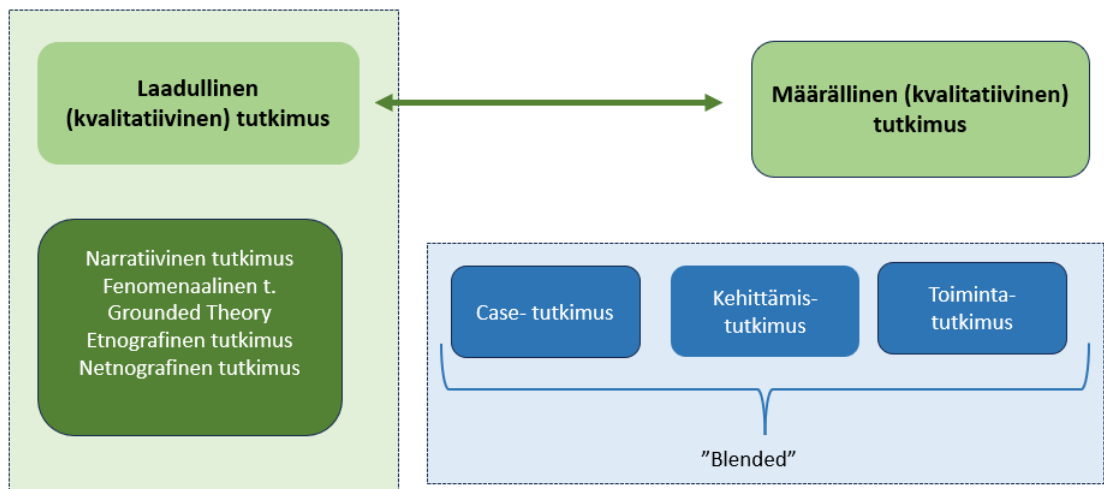 Laadullinen
(kvalitatiivinen) tutkimus
Määrällinen (kvalitatiivinen)
tutkimus
Narratiivinen tutkimus
Fenomenaalinen t.
Grounded Theory
Etnografinen tutkimus
Netnografinen tutkimus
Case- tutkimus
Kehittämis-
tutkimus
Toiminta-
tutkimus
”Blended”